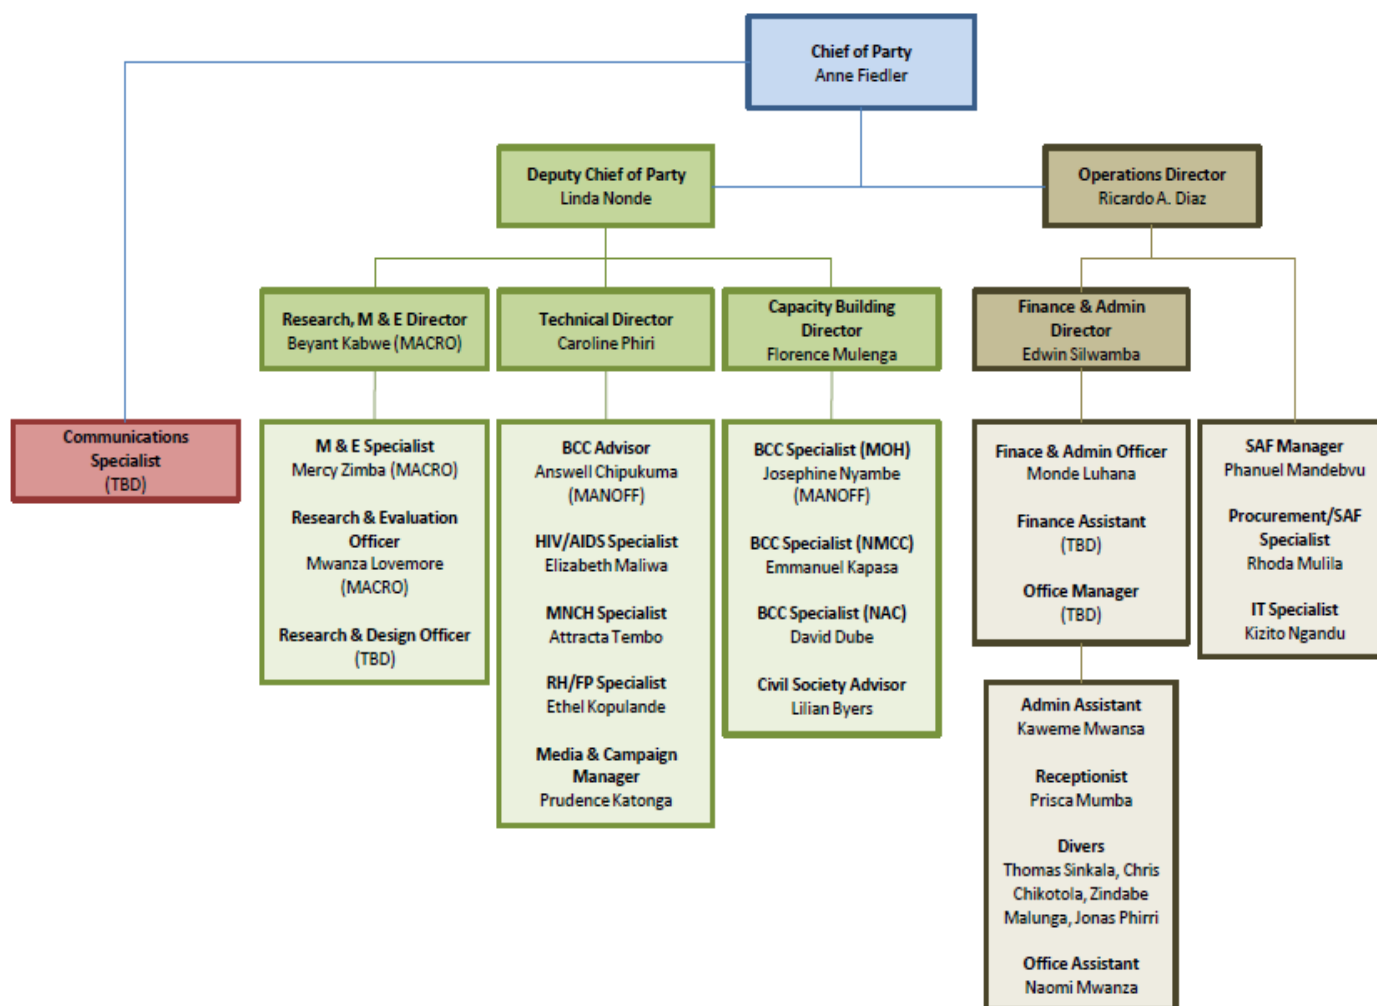 Chief of Party
Anne Fiedler
Deputy Chief of Party
Linda Nonde
Operations Director
Ricardo A. Diaz
Research, M & E Director
Beyant Kabwe (MACRO)
Technical Director
Caroline Phiri
Capacity Building
Director
Florence Mulenga
Finance & Admin
Director
Edwin Silwamba
Communications
Specialist
(TBD)
M & E Specialist
Mercy Zimba (MACRO)
Research & Evaluation
Officer
Mwanza Lovemore
(MACRO)
Research & Design Officer
(TBD)
BCC Advisor
Answell Chipukuma
(MANOFF)
HIV/AIDS Specialist
Elizabeth Maliwa
MNCH Specialist
Attracta Tembo
RH/FP Specialist
Ethel Kopulande
Media & Campaign
Manager
Prudence Katonga
BCC Specialist (MOH)
Josephine Nyambe
(MANOFF)
BCC Specialist (NMCC)
Emmanuel Kapasa
BCC Specialist (NAC)
David Dube
Civil Society Advisor
Lilian Byers
Finace & Admin Officer
Monde Luhana
Finance Assistant
(TBD)
Office Manager
(TBD)
SAF Manager
Phanuel Mandebvu
Procurement/SAF
Specialist
Rhoda Mulila
IT Specialist
Kizito Ngandu
Admin Assistant
Kaweme Mwansa
Receptionist
Prisca Mumba
Divers
Thomas Sinkala, Chris
Chikotola, Zindabe
Malunga, Jonas Phirri
Office Assistant
Naomi Mwanza